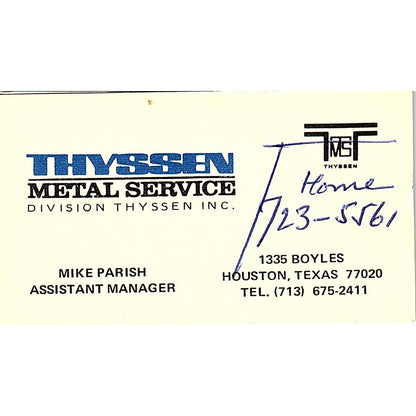 THYSSEN
METAL SERVICE
DIVISION THYSSEN INC.
TMST
THYSSEN
Home
723-5561
MIKE PARISH
ASSISTANT MANAGER
1335 BOYLES
HOUSTON, TEXAS 77020
TEL. (713) 675-2411